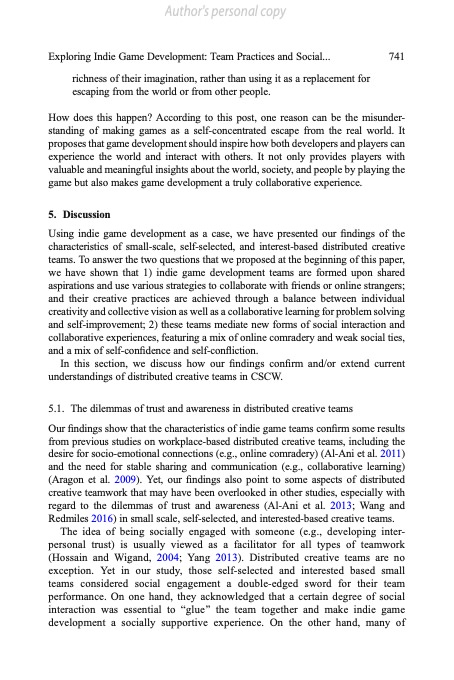 Author's personal copy
Exploring Indie Game Development: Team Practices and Social... 741
richness of their imagination, rather than using it as a replacement for
escaping from the world or from other people.
How does this happen? According to this post, one reason can be the misunder-
standing of making games as a self-concentrated escape from the real world. It
proposes that game development should inspire how both developers and players can
experience the world and interact with others. It not only provides players with
valuable and meaningful insights about the world, society, and people by playing the
game but also makes game development a truly collaborative experience.
5. Discussion
Using indie game development as a case, we have presented our findings of the
characteristics of small-scale, self-selected, and interest-based distributed creative
teams. To answer the two questions that we proposed at the beginning of this paper,
we have shown that 1) indie game development teams are formed upon shared
aspirations and use various strategies to collaborate with friends or online strangers;
and their creative practices are achieved through a balance between individual
creativity and collective vision as well as a collaborative learning for problem solving
and self-improvement; 2) these teams mediate new forms of social interaction and
collaborative experiences, featuring a mix of online comradery and weak social ties,
and a mix of self-confidence and self-confliction.
In this section, we discuss how our findings confirm and/or extend current
understandings of distributed creative teams in CSCW.
5.1. The dilemmas of trust and awareness in distributed creative teams
Our findings show that the characteristics of indie game teams confirm some results
from previous studies on workplace-based distributed creative teams, including the
desire for socio-emotional connections (e.g., online comradery) (Al-Ani et al. 2011)
and the need for stable sharing and communication (e.g., collaborative learning)
(Aragon et al. 2009). Yet, our findings also point to some aspects of distributed
creative teamwork that may have been overlooked in other studies, especially with
regard to the dilemmas of trust and awareness (Al-Ani et al. 2013; Wang and
Redmiles 2016) in small scale, self-selected, and interested-based creative teams.
The idea of being socially engaged with someone (e.g., developing inter-
personal trust) is usually viewed as a facilitator for all types of teamwork
(Hossain and Wigand, 2004; Yang 2013). Distributed creative teams are no
exception. Yet in our study, those self-selected and interested based small
teams considered social engagement a double-edged sword for their team
performance. On one hand, they acknowledged that a certain degree of social
interaction was essential to “glue” the team together and make indie game
development a socially supportive experience. On the other hand, many of